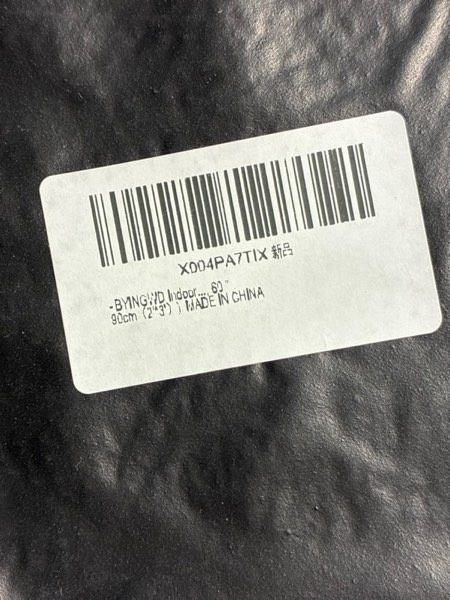 X004PA7TIX 新品
-BYINGWD Indoor... 60*
90cm (2'*3') ) MADE IN CHINA